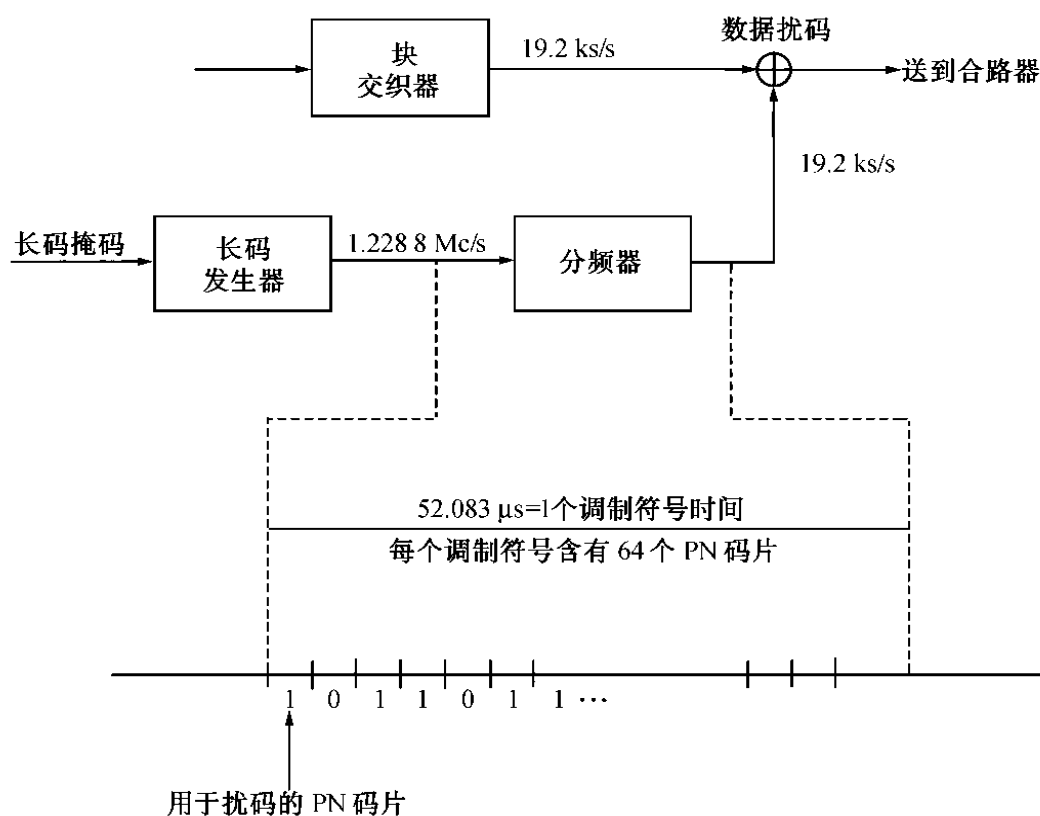 数据扰码
块
交织器
19.2 ks/s
送到合路器
19.2 ks/s
长码掩码
长码
发生器
1.228 8 Mc/s
分频器
52.083 μs=1个调制符号时间
每个调制符号含有 64 个 PN 码片
1 0 1 1 0 1 1 …
用于扰码的 PN 码片